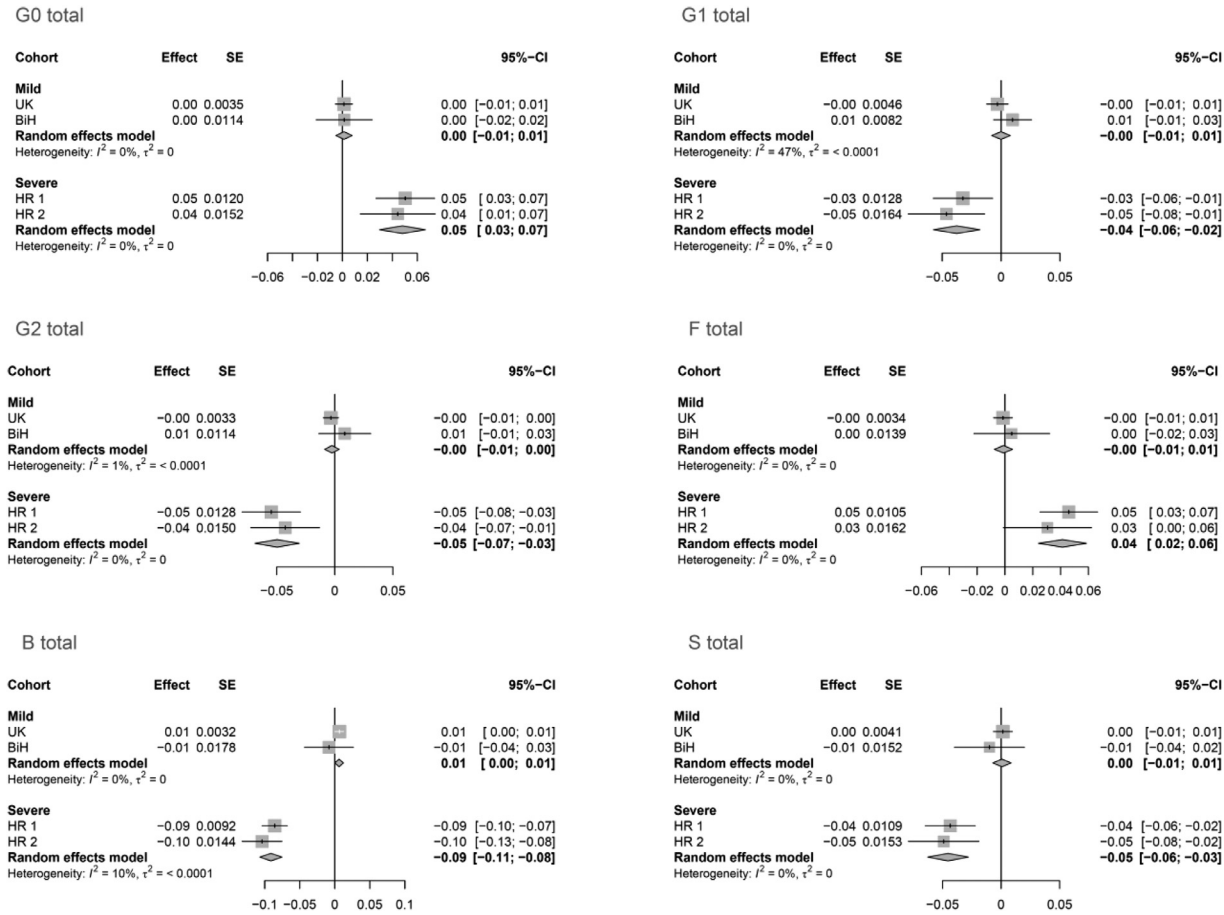 G0 total
Cohort Effect SE 95%−CI
Mild
UK 0.00 0.0035 0.00 [−0.01; 0.01]
BiH 0.00 0.0114 0.00 [−0.02; 0.02]
Random effects model 0.00 [−0.01; 0.01]
Heterogeneity: I² = 0%, τ² = 0
Severe
HR 1 0.05 0.0120 0.05 [ 0.03; 0.07]
HR 2 0.04 0.0152 0.04 [ 0.01; 0.07]
Random effects model 0.05 [ 0.03; 0.07]
Heterogeneity: I² = 0%, τ² = 0
−0.06 −0.02 0 0.02 0.06
G1 total
Cohort Effect SE 95%−CI
Mild
UK −0.00 0.0046 −0.00 [−0.01; 0.01]
BiH 0.01 0.0082 0.01 [−0.01; 0.03]
Random effects model −0.00 [−0.01; 0.01]
Heterogeneity: I² = 47%, τ² = < 0.0001
Severe
HR 1 −0.03 0.0128 −0.03 [−0.06; −0.01]
HR 2 −0.05 0.0164 −0.05 [−0.08; −0.01]
Random effects model −0.04 [−0.06; −0.02]
Heterogeneity: I² = 0%, τ² = 0
−0.05 0 0.05
G2 total
Cohort Effect SE 95%−CI
Mild
UK −0.00 0.0033 −0.00 [−0.01; 0.00]
BiH 0.01 0.0114 0.01 [−0.01; 0.03]
Random effects model −0.00 [−0.01; 0.00]
Heterogeneity: I² = 1%, τ² = < 0.0001
Severe
HR 1 −0.05 0.0128 −0.05 [−0.08; −0.03]
HR 2 −0.04 0.0150 −0.04 [−0.07; −0.01]
Random effects model −0.05 [−0.07; −0.03]
Heterogeneity: I² = 0%, τ² = 0
−0.05 0 0.05
F total
Cohort Effect SE 95%−CI
Mild
UK −0.00 0.0034 −0.00 [−0.01; 0.01]
BiH 0.00 0.0139 0.00 [−0.02; 0.03]
Random effects model −0.00 [−0.01; 0.01]
Heterogeneity: I² = 0%, τ² = 0
Severe
HR 1 0.05 0.0105 0.05 [ 0.03; 0.07]
HR 2 0.03 0.0162 0.03 [ 0.00; 0.06]
Random effects model 0.04 [ 0.02; 0.06]
Heterogeneity: I² = 0%, τ² = 0
−0.06 −0.02 0 0.02 0.04 0.06
B total
Cohort Effect SE 95%−CI
Mild
UK 0.01 0.0032 0.01 [ 0.00; 0.01]
BiH −0.01 0.0178 −0.01 [−0.04; 0.03]
Random effects model 0.01 [ 0.00; 0.01]
Heterogeneity: I² = 0%, τ² = 0
Severe
HR 1 −0.09 0.0092 −0.09 [−0.10; −0.07]
HR 2 −0.10 0.0144 −0.10 [−0.13; −0.08]
Random effects model −0.09 [−0.11; −0.08]
Heterogeneity: I² = 10%, τ² = < 0.0001
−0.1 −0.05 0 0.05 0.1
S total
Cohort Effect SE 95%−CI
Mild
UK 0.00 0.0041 0.00 [−0.01; 0.01]
BiH −0.01 0.0152 −0.01 [−0.04; 0.02]
Random effects model 0.00 [−0.01; 0.01]
Heterogeneity: I² = 0%, τ² = 0
Severe
HR 1 −0.04 0.0109 −0.04 [−0.06; −0.02]
HR 2 −0.05 0.0153 −0.05 [−0.08; −0.02]
Random effects model −0.05 [−0.06; −0.03]
Heterogeneity: I² = 0%, τ² = 0
−0.05 0 0.05